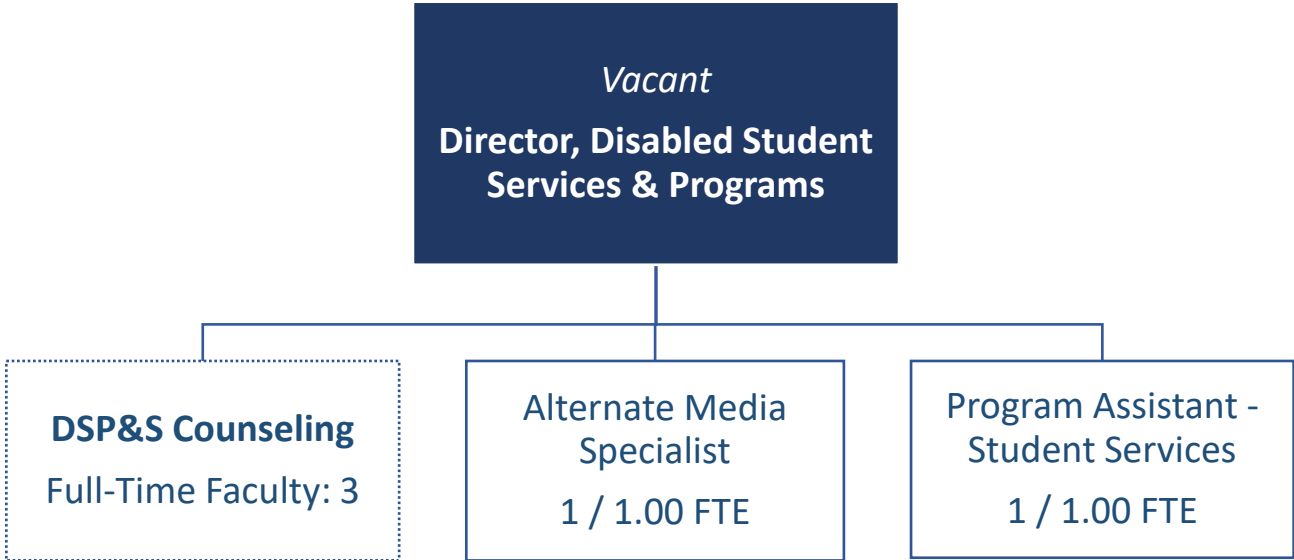 Vacant
Director, Disabled Student
Services & Programs
DSP&S Counseling
Full-Time Faculty: 3
Alternate Media
Specialist
1 / 1.00 FTE
Program Assistant -
Student Services
1 / 1.00 FTE